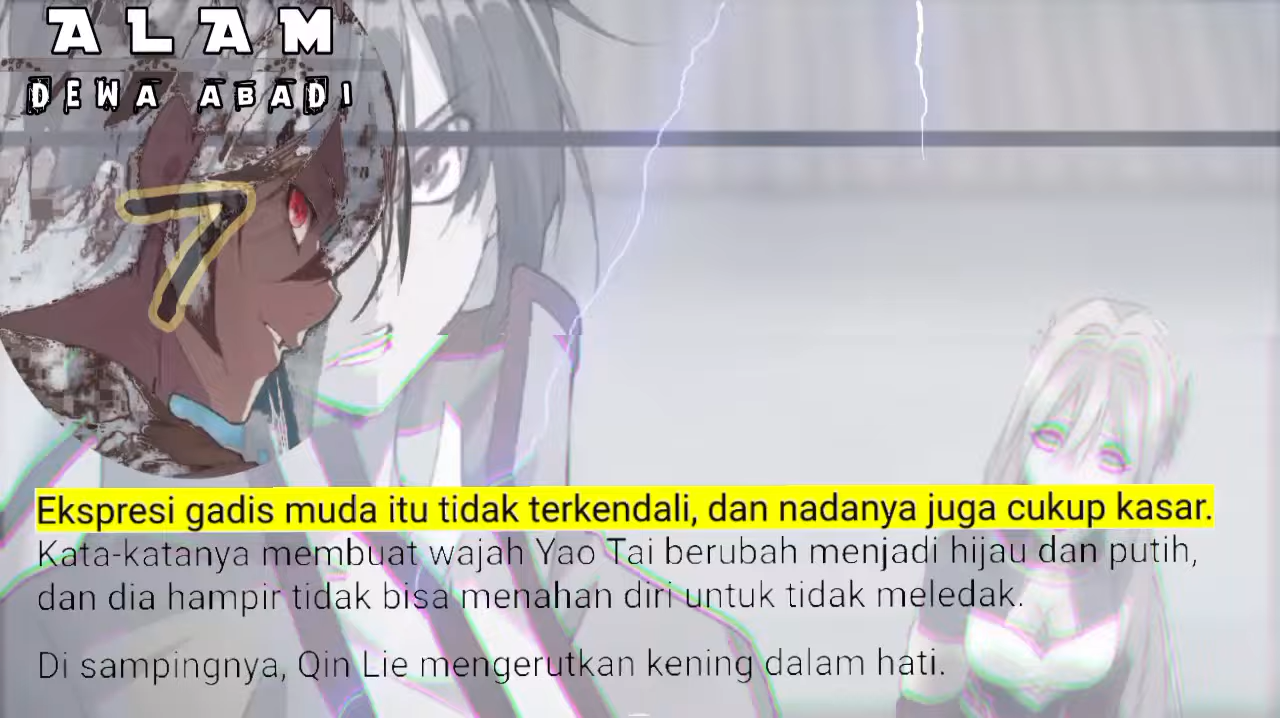 ALAM
DEWA ABADI
7
Ekspresi gadis muda itu tidak terkendali, dan nadanya juga cukup kasar.
Kata-katanya membuat wajah Yao Tai berubah menjadi hijau dan putih,
dan dia hampir tidak bisa menahan diri untuk tidak meledak.
Di sampingnya, Qin Lie mengerutkan kening dalam hati.